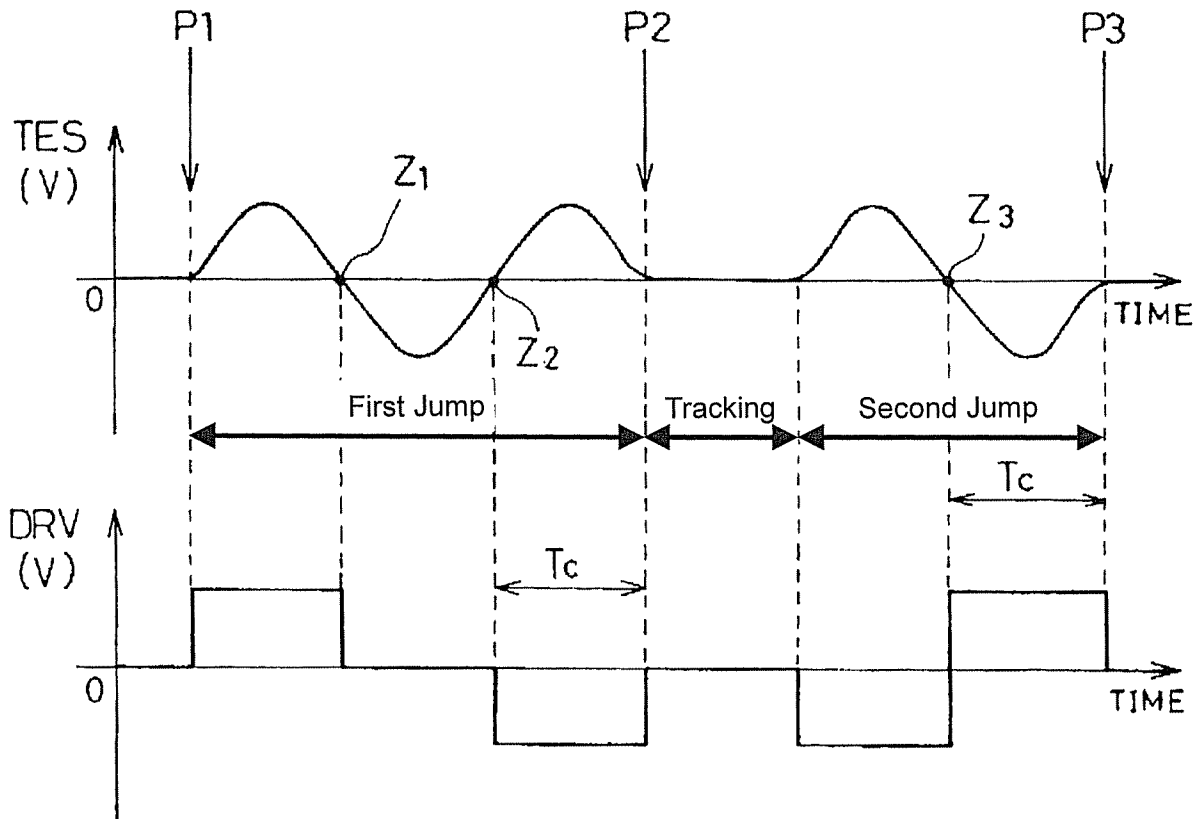 P1 P2 P3
TES
(V)
Z1
Z3
0
TIME
Z2
First Jump Tracking Second Jump
Tc
DRV
(V)
Tc
0
TIME